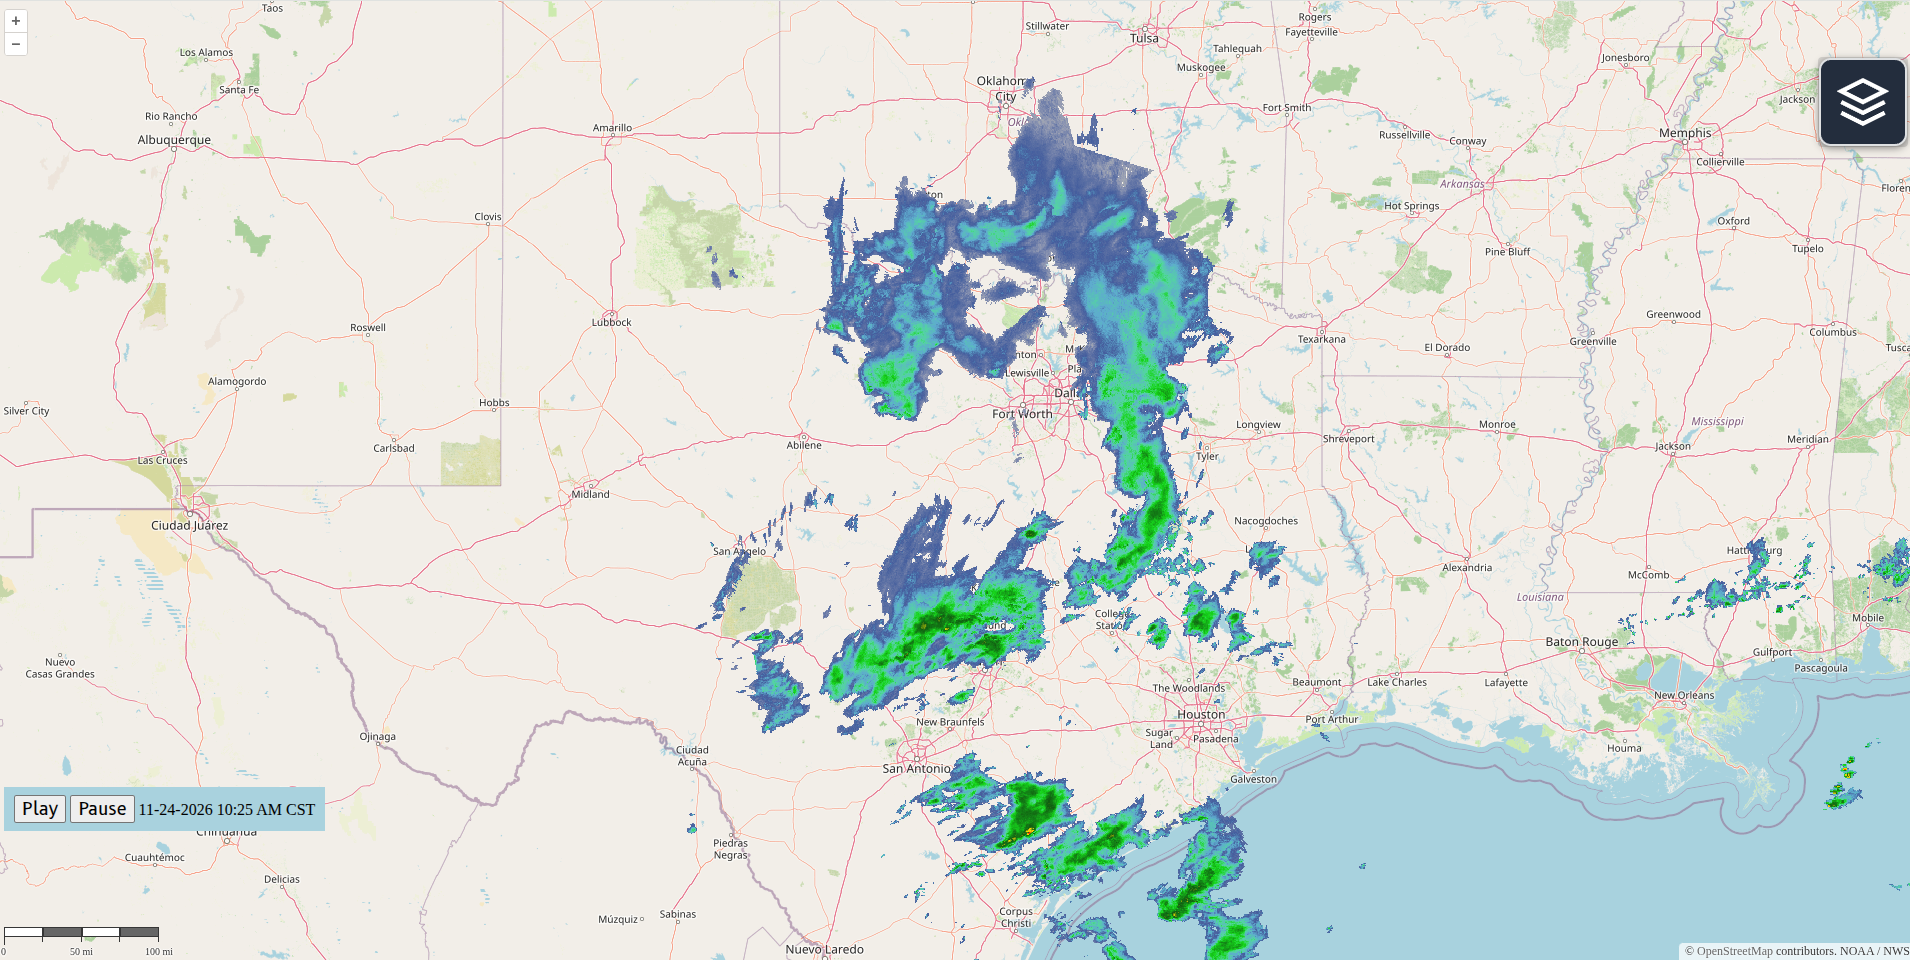 +
−
Taos
Stillwater
Tulsa
Rogers
Fayetteville
Los Alamos
Tahlequah
Jonesboro
Santa Fe
Muskogee
City
Fort Smith
Jackson
Rio Rancho
Albuquerque
Amarillo
Russellville
Conway
Memphis
Collierville
Arkansas
Clovis
Hot Springs
Oxford
Pine Bluff
Tupelo
Roswell
Lubbock
Texarkana
El Dorado
Greenwood
Greenville
Columbus
Alamogordo
Lewisville
Silver City
Hobbs
Fort Worth
Carlsbad
Abilene
Longview
Tyler
Shreveport
Monroe
Mississippi
Jackson
Meridian
Las Cruces
Midland
Ciudad Juárez
Nacogdoches
San Angelo
Alexandria
McComb
Louisiana
Mobile
Baton Rouge
Gulfport
Pascagoula
Nuevo
Casas Grandes
The Woodlands
Beaumont
Lake Charles
Lafayette
New Orleans
New Braunfels
Houston
Port Arthur
Sugar
Land
Pasadena
Houma
Ojinaga
Ciudad
Acuña
San Antonio
Galveston
Play Pause 11-24-2026 10:25 AM CST
Chihuahua
Cuauhtémoc
Piedras
Negras
Delicias
Múzquiz
Sabinas
Corpus
Christi
Nuevo Laredo
0 50 mi 100 mi
© OpenStreetMap contributors. NOAA / NWS